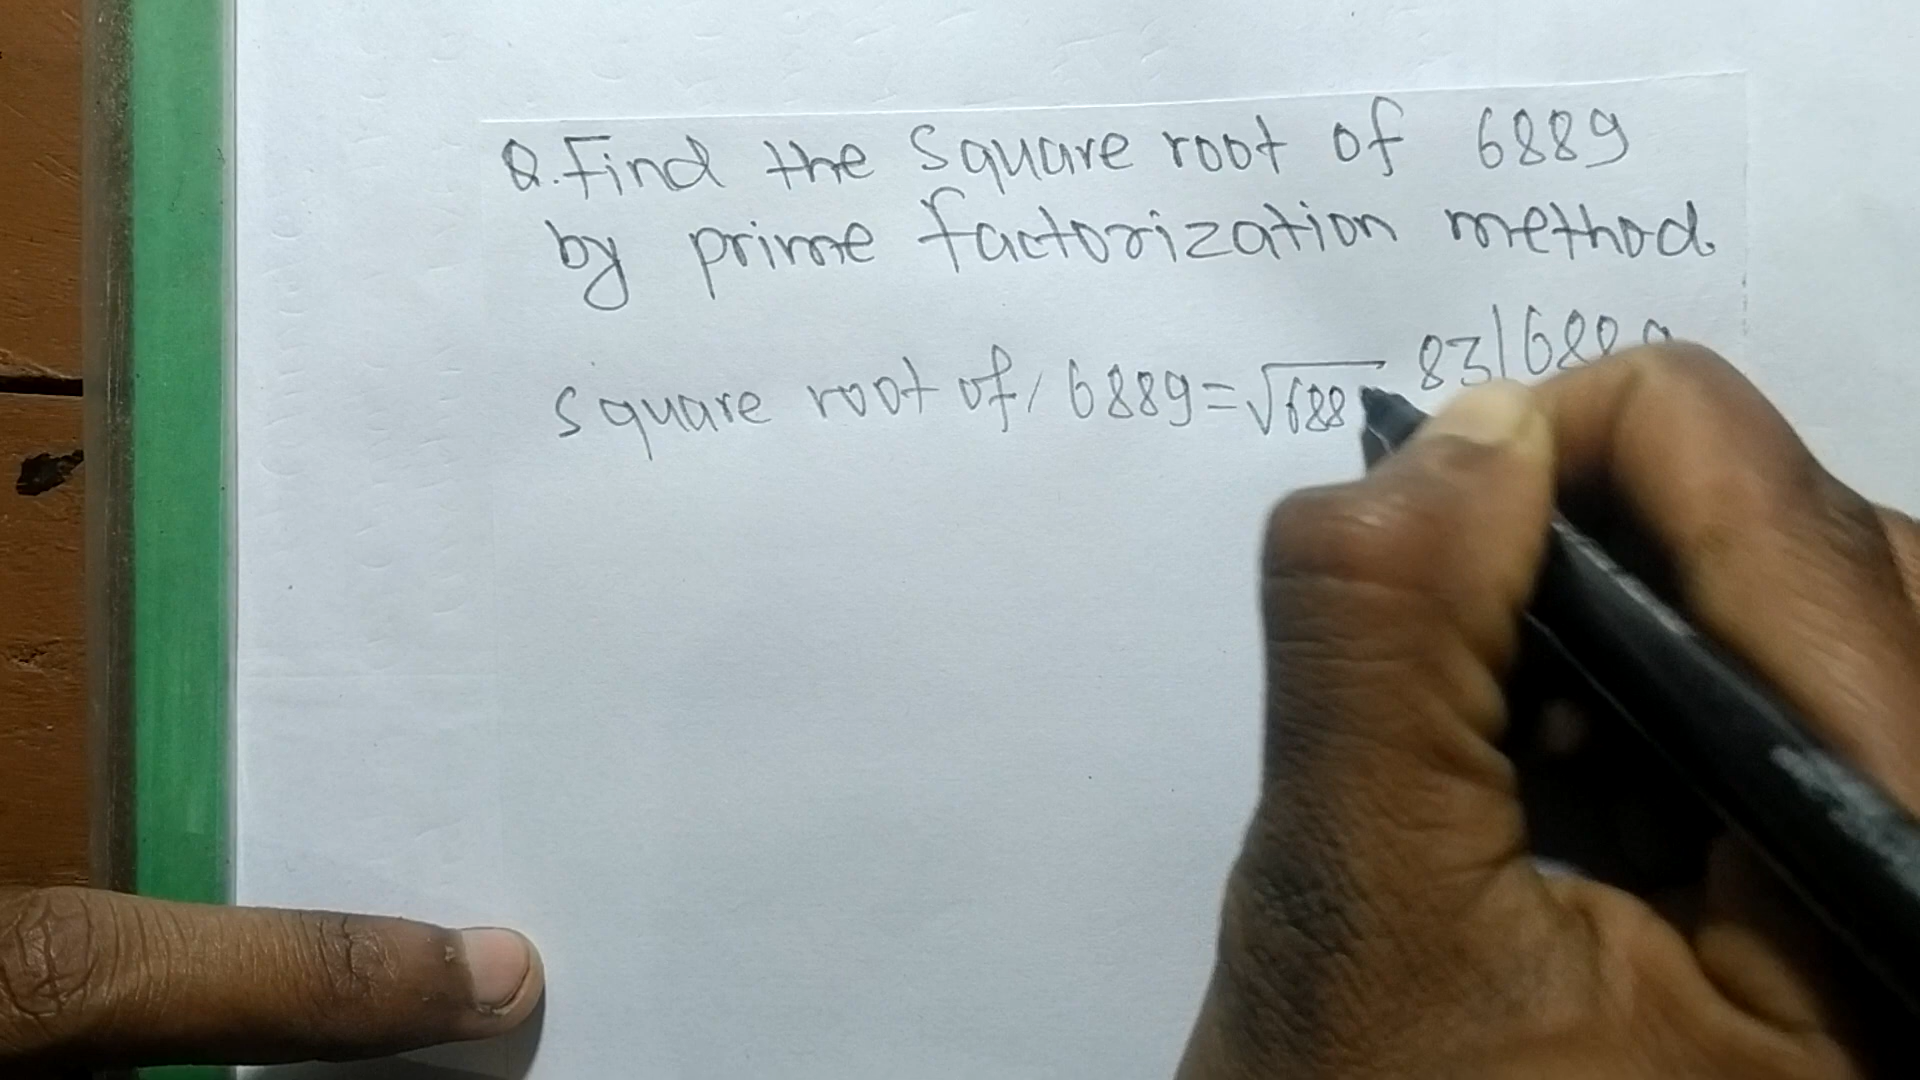 Q. Find the Square root of 6889
by prime factorization method.
83|688
square root of 6889=√688